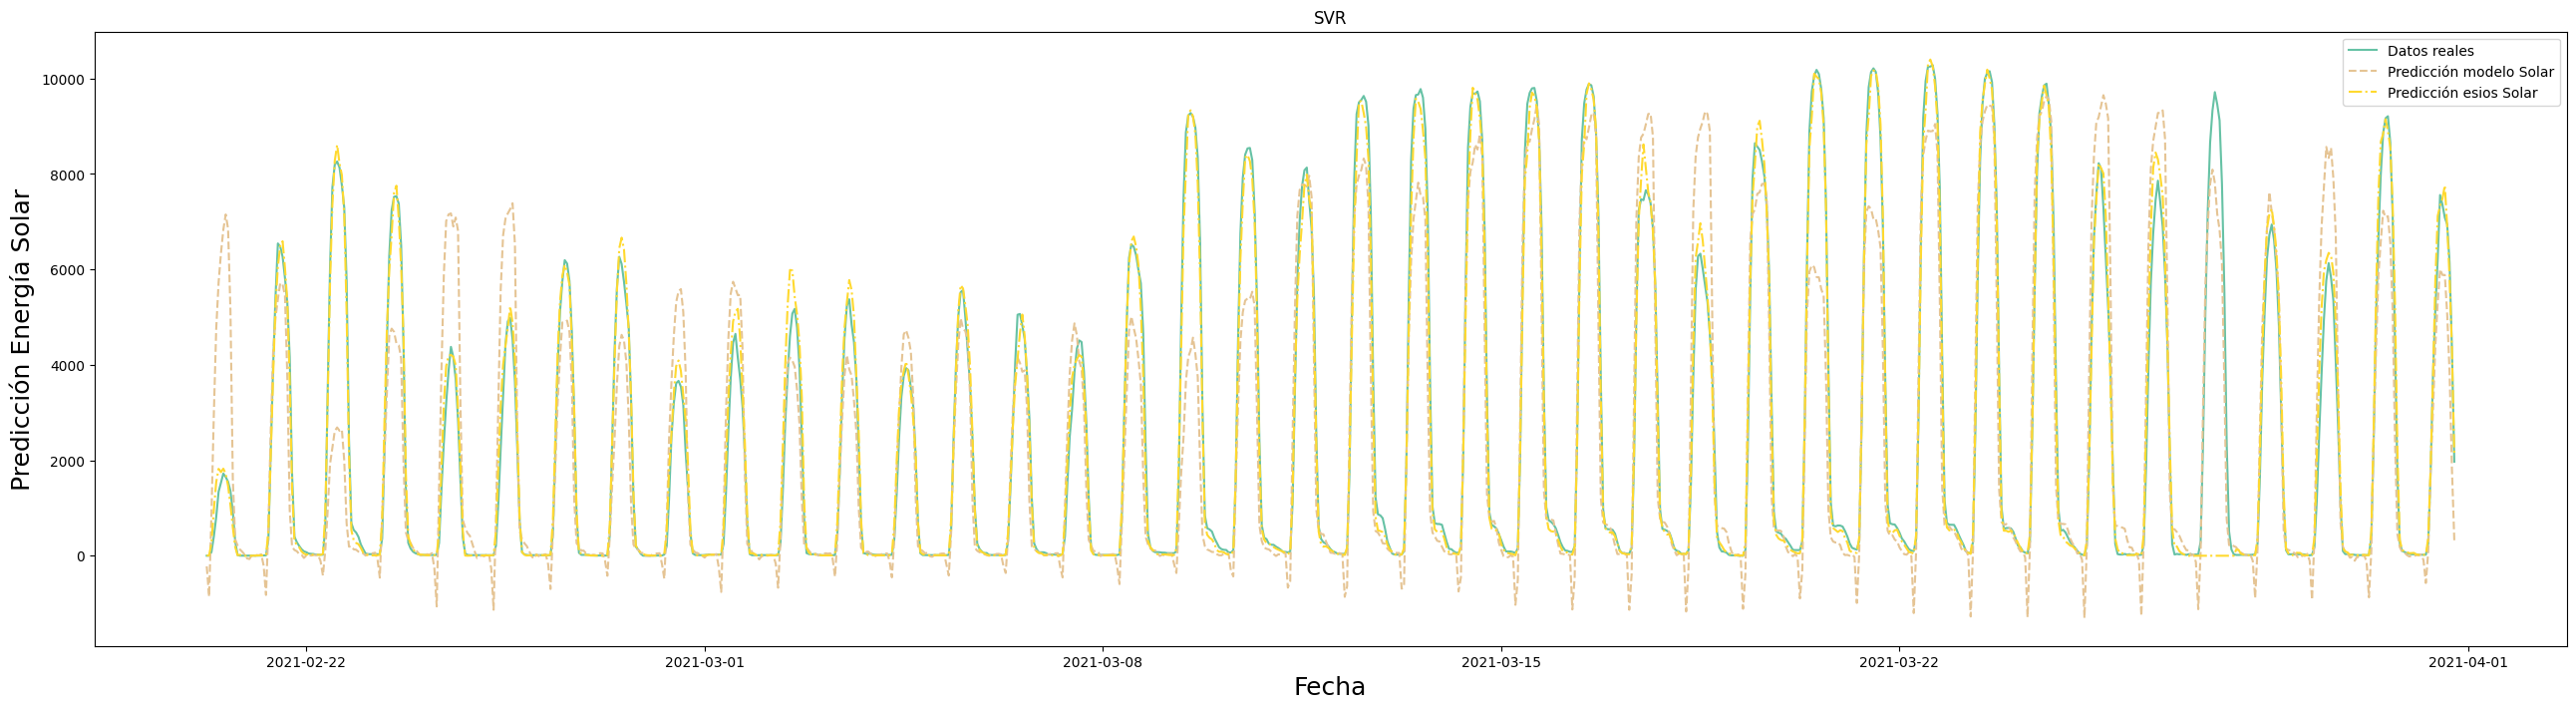 SVR
Datos reales
Predicción modelo Solar
Predicción esios Solar
Predicción Energía Solar
10000
8000
6000
4000
2000
0
2021-02-22
2021-03-01
2021-03-08
2021-03-15
2021-03-22
2021-04-01
Fecha